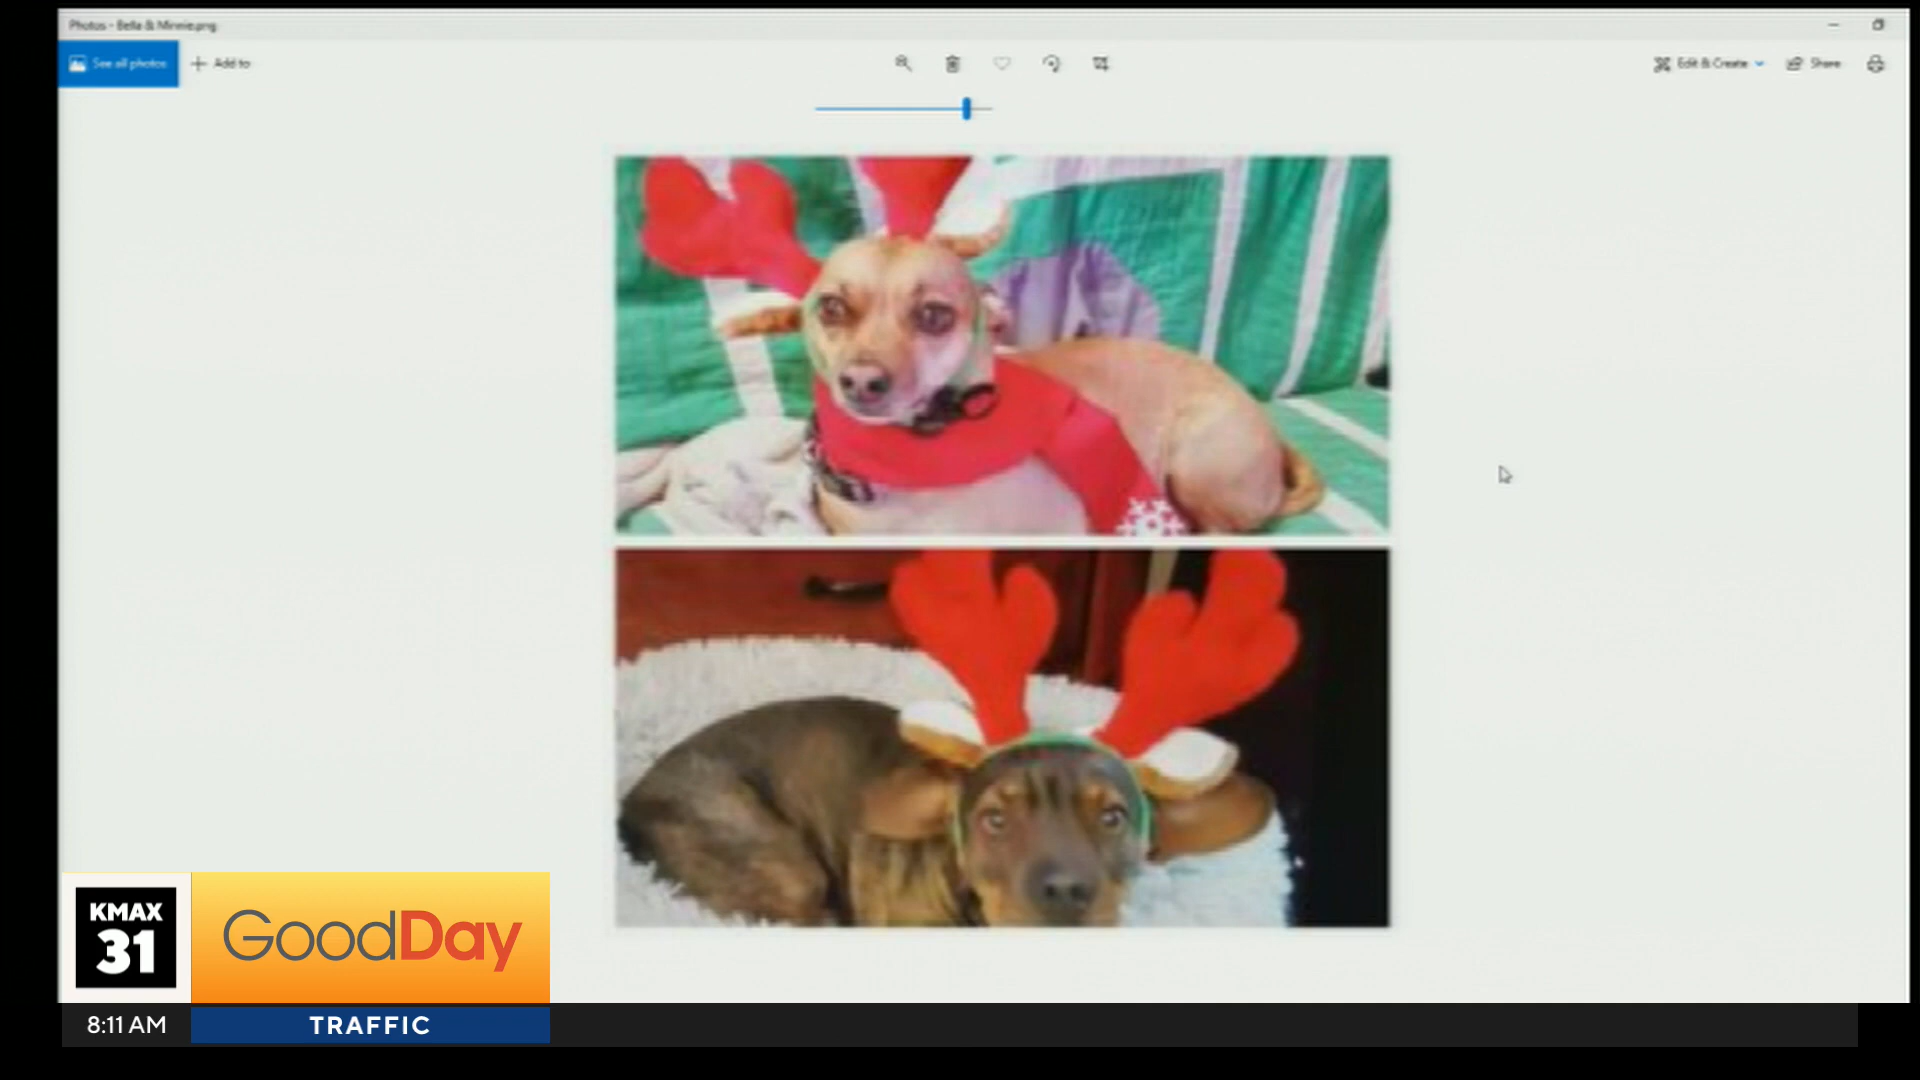 Photos - Bella & Minnie.png
See all photos
Add to
Edit & Create
Share
KMAX
31
GoodDay
8:11 AM
TRAFFIC